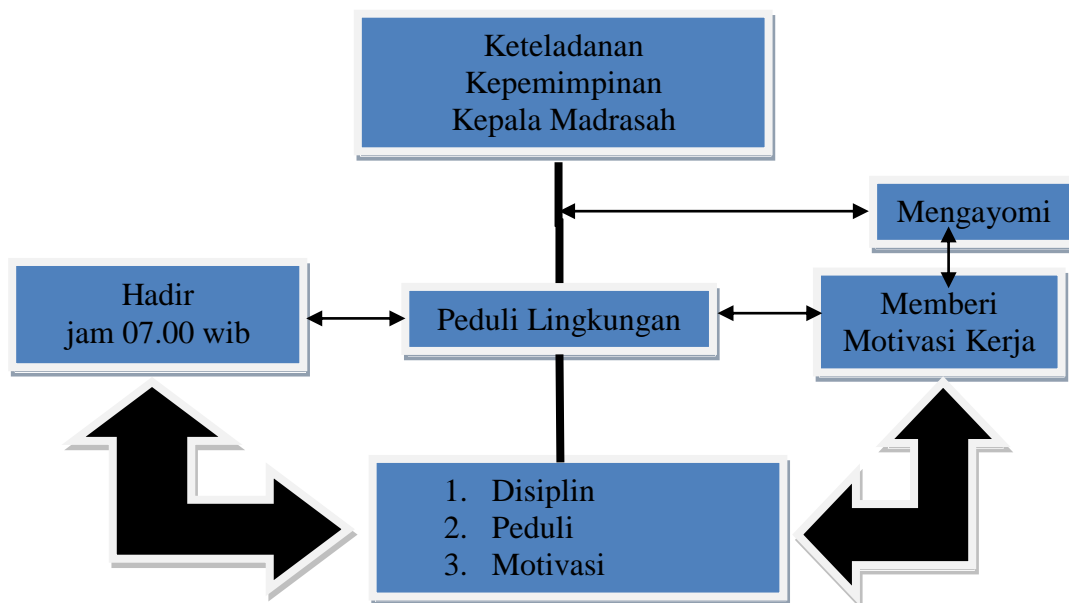 Keteladanan
Kepemimpinan
Kepala Madrasah
Mengayomi
Hadir
jam 07.00 wib
Peduli Lingkungan
Memberi
Motivasi Kerja
1. Disiplin
2. Peduli
3. Motivasi